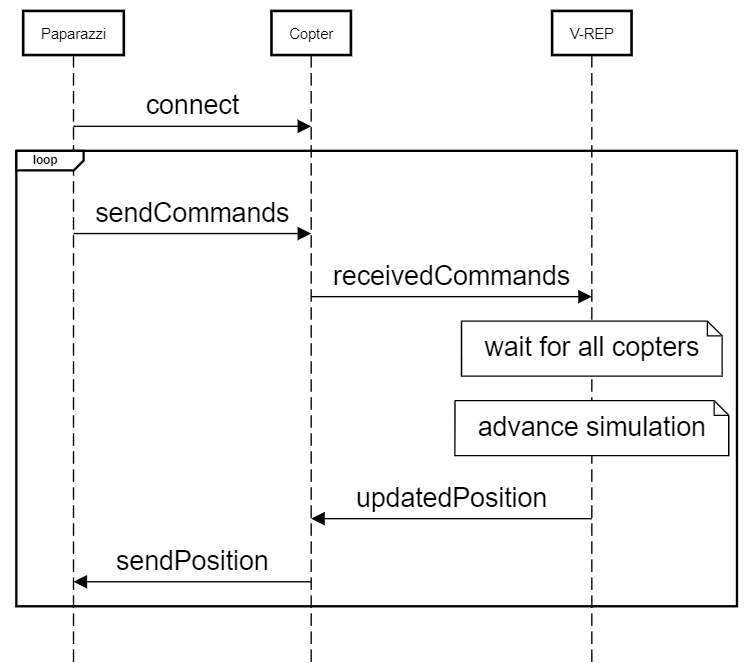 Paparazzi
Copter
V-REP
connect
loop
sendCommands
receivedCommands
wait for all copters
advance simulation
updatedPosition
sendPosition